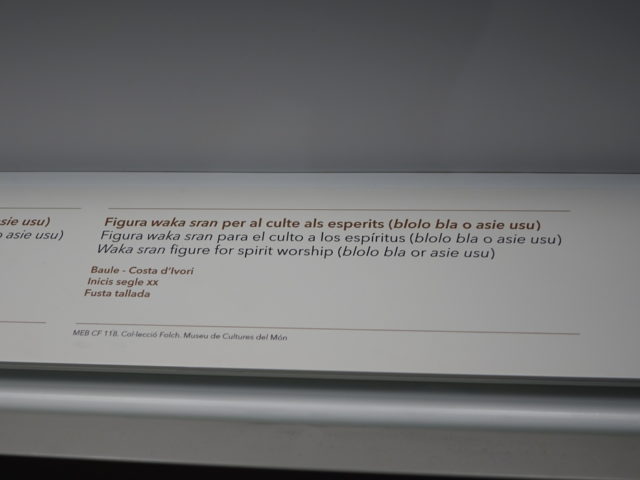 sie usu)
asie usu)
Figura waka sran per al culte als esperits (blolo bla o asie usu)
Figura waka sran para el culto a los espíritus (blolo bla o asie usu)
Waka sran figure for spirit worship (blolo bla or asie usu)
Baule - Costa d'Ivori
Inicis segle XX
Fusta tallada
MEB CF 118. Col·lecció Folch. Museu de Cultures del Món